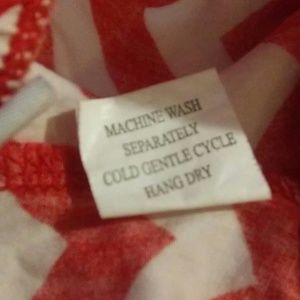 MACHINE WASH
SEPARATELY
COLD GENTLE CYCLE
HANG DRY